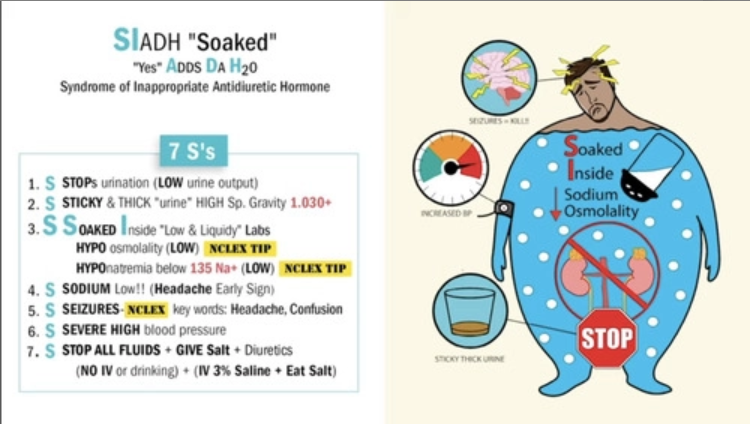 SIADH "Soaked"
"Yes" ADDS DA H2O
Syndrome of Inappropriate Antidiuretic Hormone
7 S's
1. S STOPs urination (LOW urine output)
2. S STICKY & THICK "urine" HIGH Sp. Gravity 1.030+
3. S SOAKED Inside "Low & Liquidy" Labs
HYPO osmolality (LOW) NCLEX TIP
HYPOnatremia below 135 Na+ (LOW) NCLEX TIP
4. S SODIUM Low!! (Headache Early Sign)
5. S SEIZURES- NCLEX key words: Headache, Confusion
6. S SEVERE HIGH blood pressure
7. S STOP ALL FLUIDS + GIVE Salt + Diuretics
(NO IV or drinking) + (IV 3% Saline + Eat Salt)
SEIZURES = KILL!!
INCREASED BP
Soaked
Inside
Sodium
Osmolality
STOP
STICKY THICK URINE